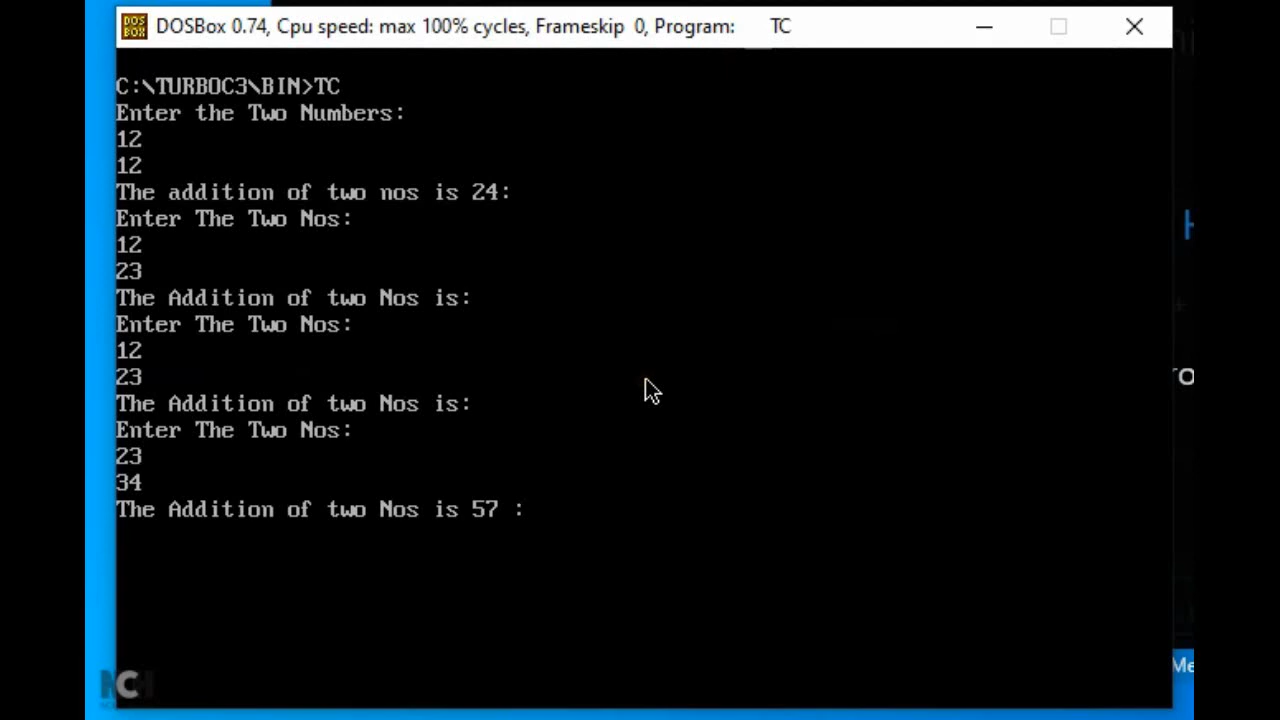 DOSBox 0.74, Cpu speed: max 100% cycles, Frameskip 0, Program: TC
C:\TURBOC3\BIN>TC
Enter the Two Numbers:
12
12
The addition of two nos is 24:
Enter The Two Nos:
12
23
The Addition of two Nos is:
Enter The Two Nos:
12
23
The Addition of two Nos is:
Enter The Two Nos:
23
34
The Addition of two Nos is 57 :